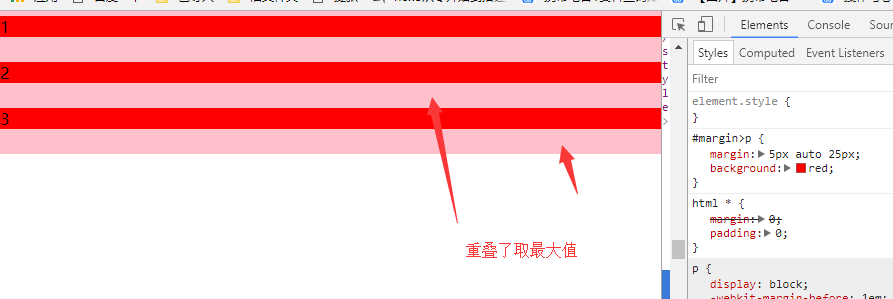 Elements Console Sour
Styles Computed Event Listeners
1
Filter
element.style {
}
2
3
#margin>p {
margin: 5px auto 25px;
background: red;
}
html * {
margin: 0;
padding: 0;
}
重叠了取最大值
p {
display: block;
-webkit-margin-before: 1em;
s
t
y
l
e
>